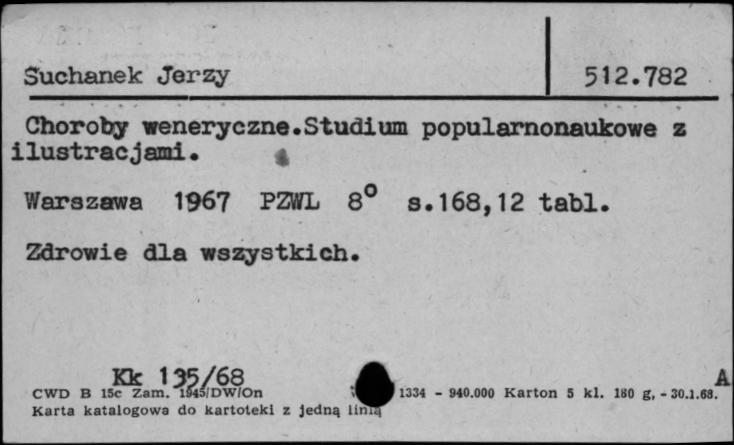 Suchanek Jerzy 512.782
Choroby weneryczne.Studium popularnonaukowe z
ilustracjami.
Warszawa 1967 PZWL 8° s.168,12 tabl.
Zdrowie dla wszystkich.
Kk 135/68 A
CWD B 15c Zam. 1945/DW/On 1334 - 940.000 Karton 5 kl. 180 g, - 30.1.68.
Karta katalogowa do kartoteki z jedną linią